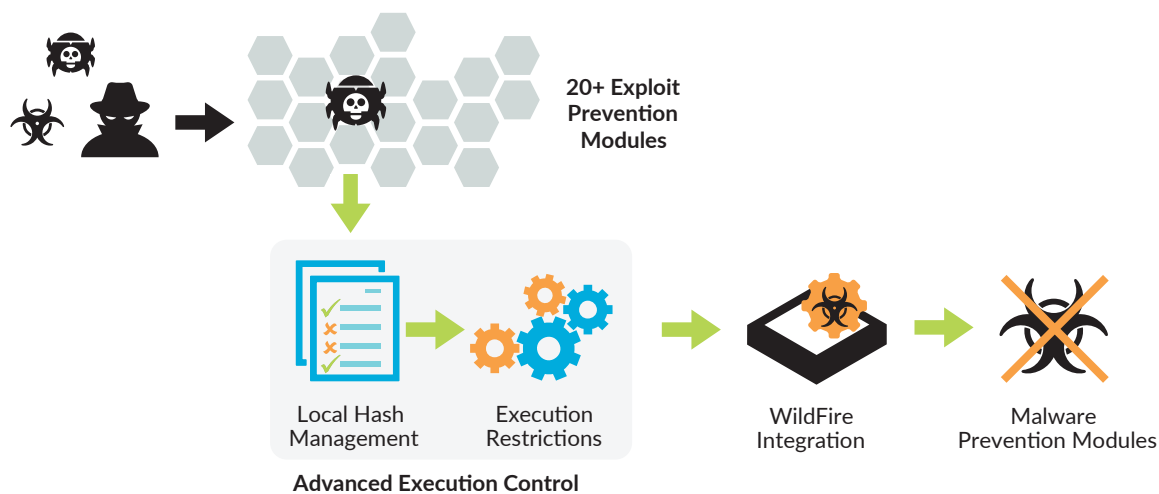 20+ Exploit
Prevention
Modules
Local Hash
Management
Execution
Restrictions
Advanced Execution Control
WildFire
Integration
Malware
Prevention Modules